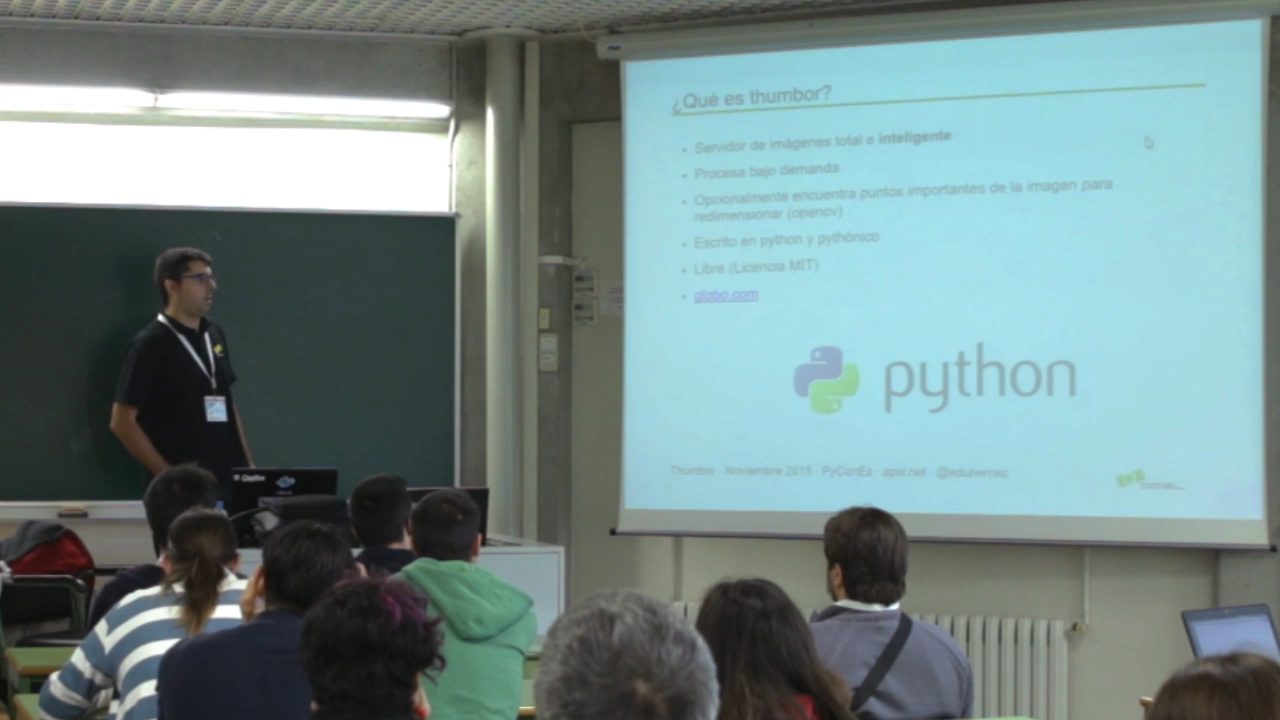 ¿Qué es thumbor?
Servidor de imágenes total e inteligente
Procesa bajo demanda
Opcionalmente encuentra puntos importantes de la imagen para
redimensionar (opencv)
Escrito en python y pythónico
Libre (Licencia MIT)
globo.com
python
Thumbor · Noviembre 2015 · PyConEs · apsl.net · @eduherraiz